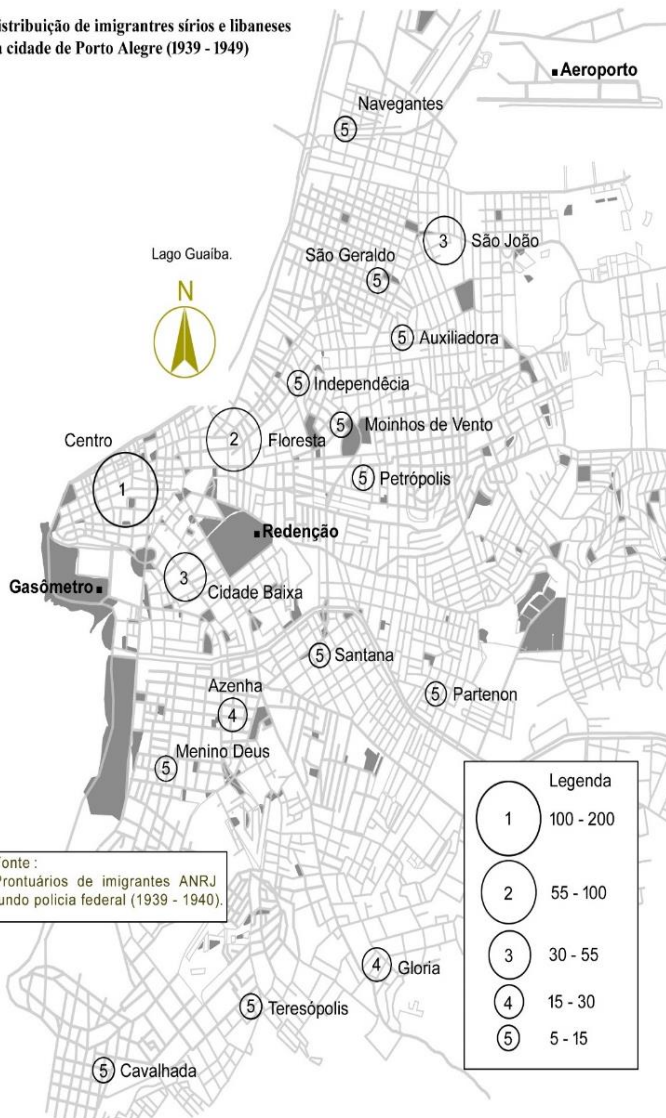 istribuição de imigrantres sírios e libaneses
a cidade de Porto Alegre (1939 - 1949)
Aeroporto
Navegantes
5
3
São João
São Geraldo
5
Lago Guaiba.
N
5
Auxiliadora
5
Independêcia
5
Moinhos de Vento
2
Floresta
Centro
1
5
Petrópolis
Redenção
3
Cidade Baixa
Gasômetro
5
Santana
5
Partenon
Azenha
4
Menino Deus
5
Legenda
1
100 - 200
2
55 - 100
3
30 - 55
4
15 - 30
5
5 - 15
onte :
rontuários de imigrantes ANRJ
undo policia federal (1939 - 1940).
4
Gloria
5
Teresópolis
5
Cavalhada